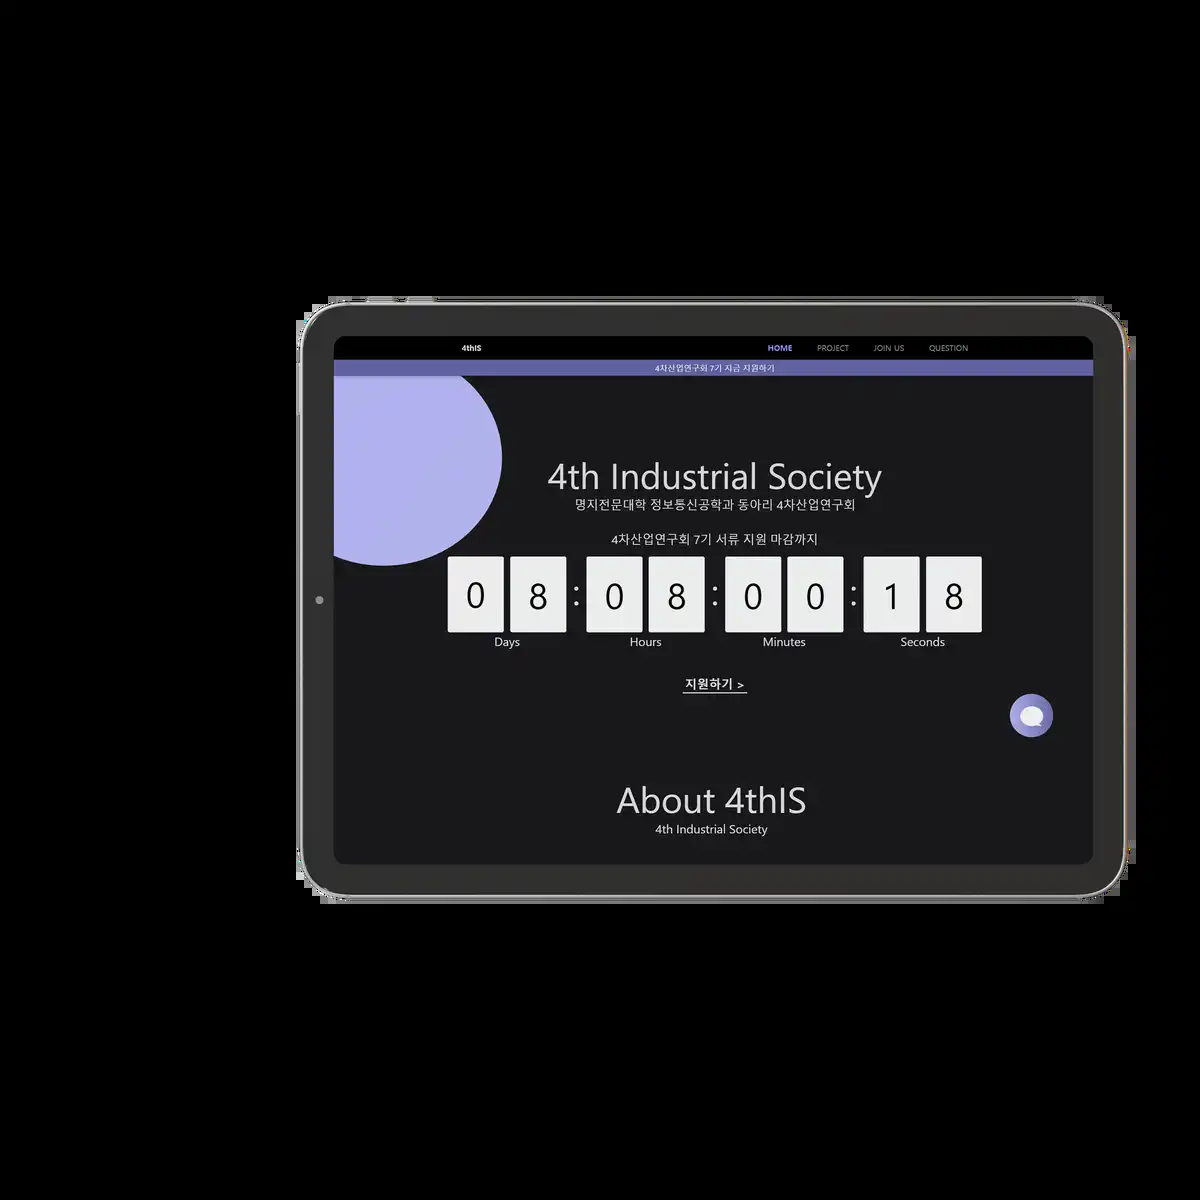 4thIS HOME PROJECT JOIN US QUESTION
4차산업연구회 7기 지금 지원하기
4th Industrial Society
명지전문대학 정보통신공학과 동아리 4차산업연구회
4차산업연구회 7기 서류 지원 마감까지
0 8 : 0 8 : 0 0 : 1 8
Days Hours Minutes Seconds
지원하기 >
About 4thIS
4th Industrial Society